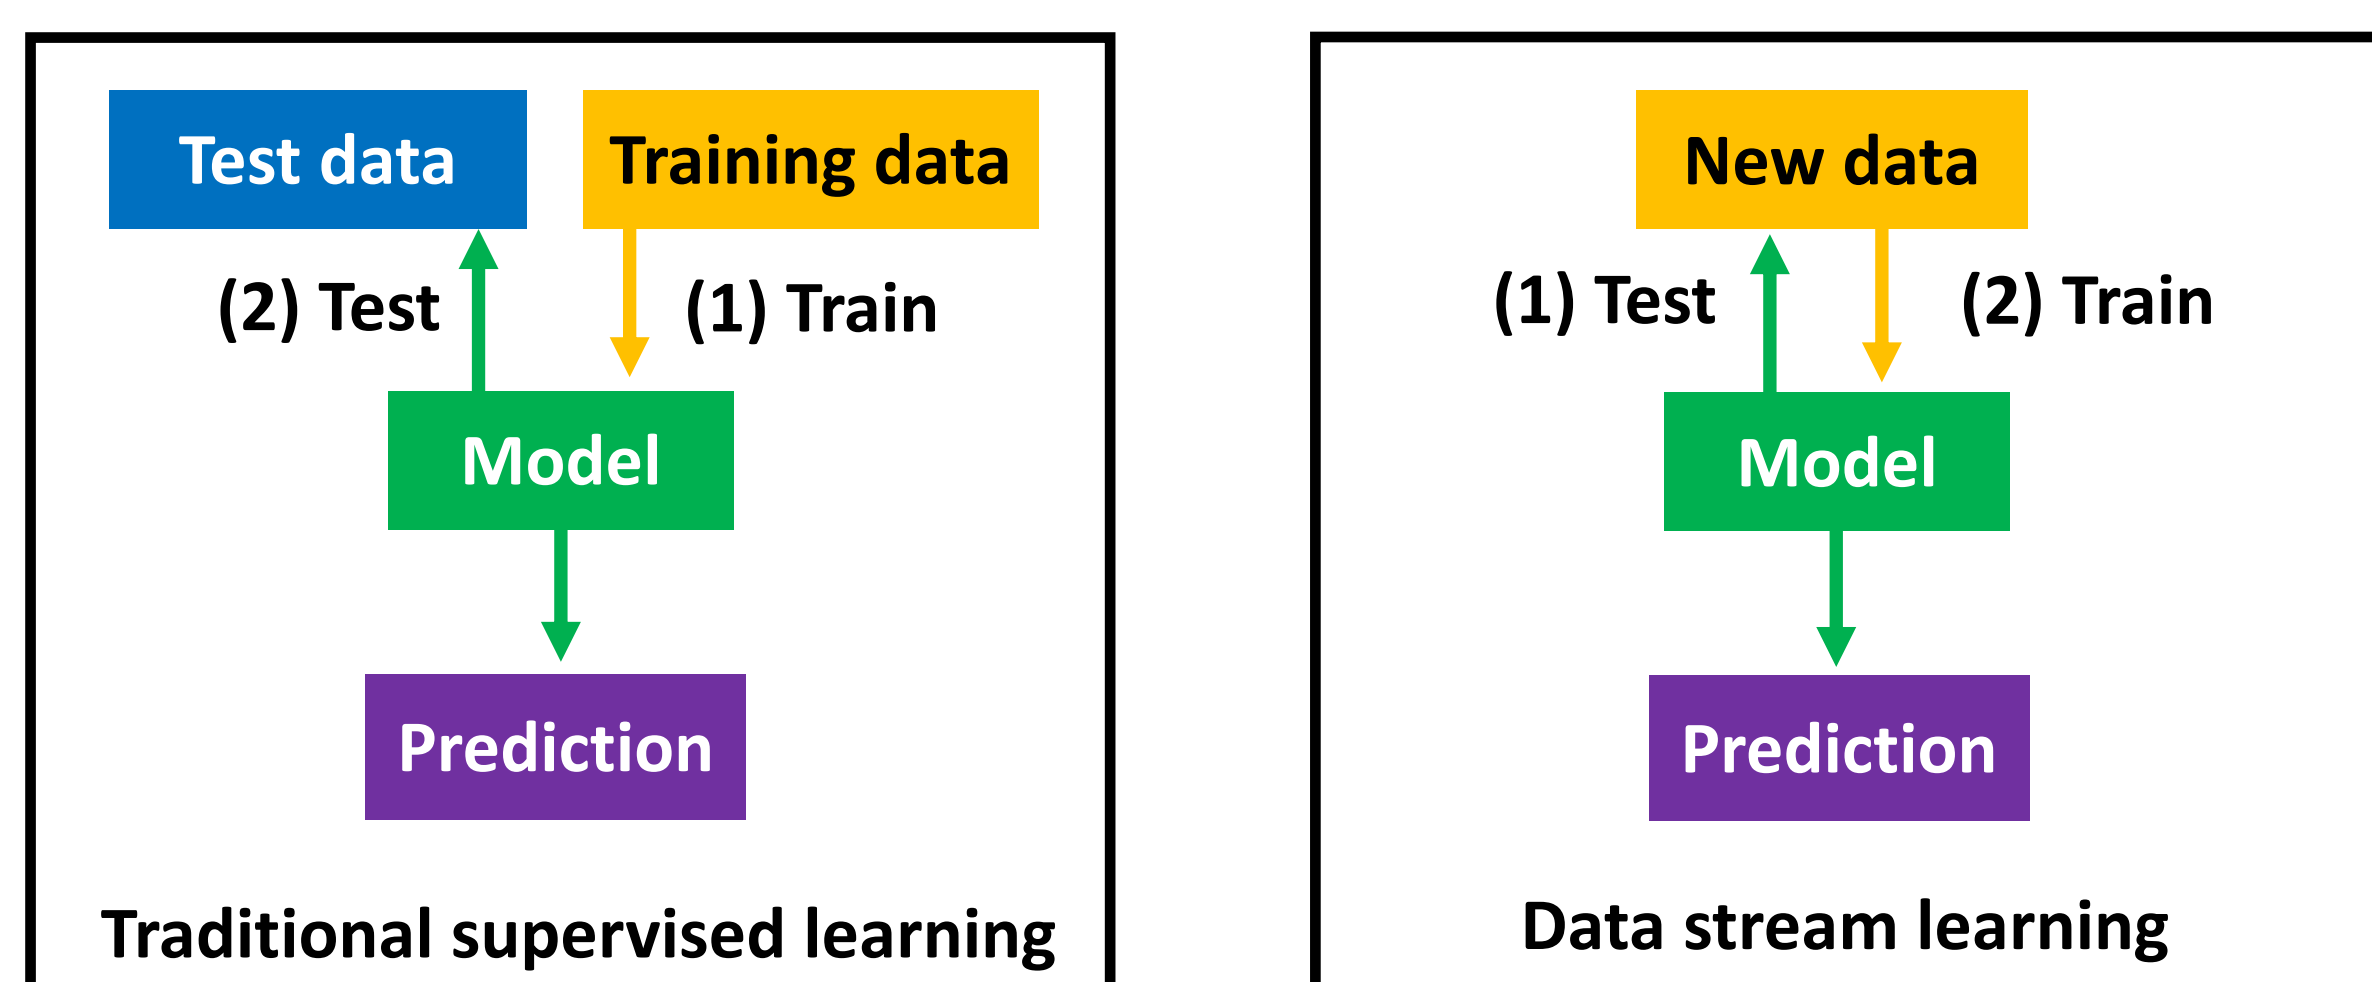 Test data
Training data
(2) Test
(1) Train
Model
Prediction
Traditional supervised learning
New data
(1) Test
(2) Train
Model
Prediction
Data stream learning